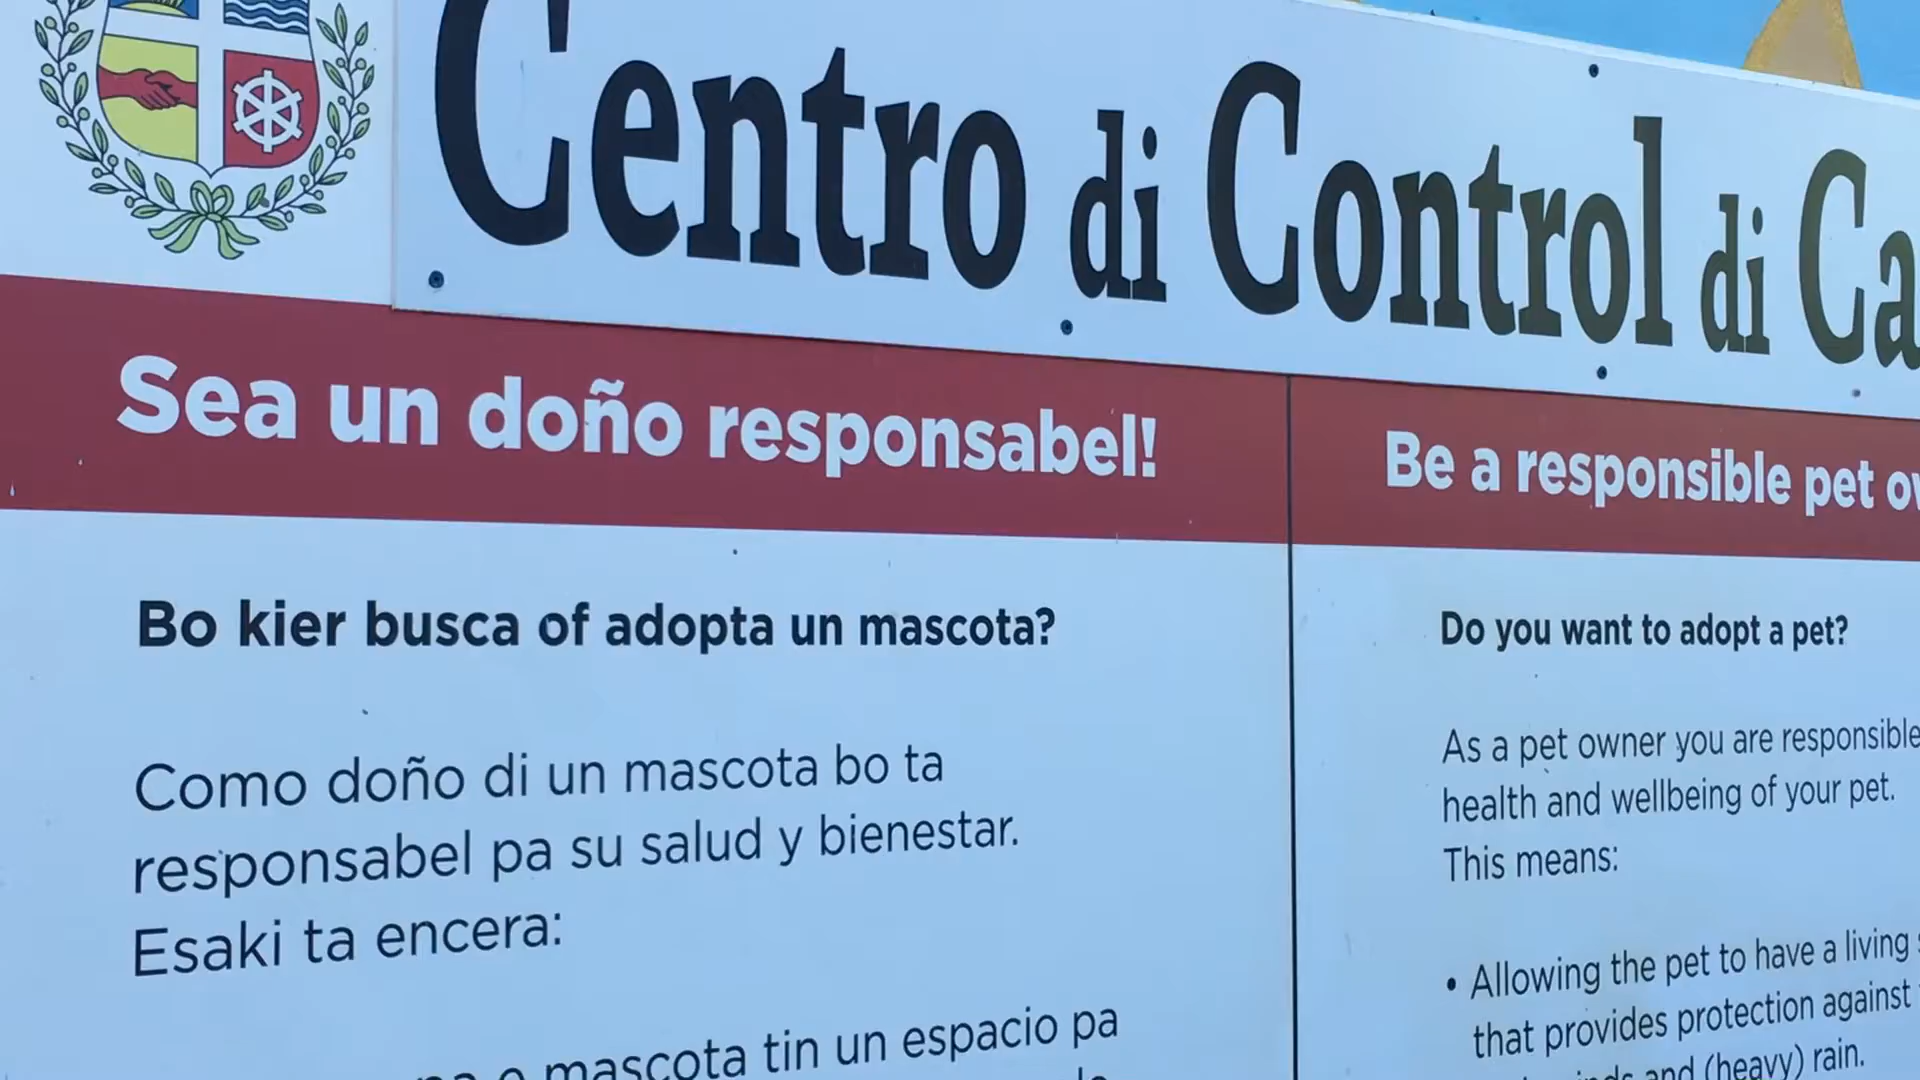 Centro di Control di Ca
Sea un doño responsabel!
Bo kier busca of adopta un mascota?
Como doño di un mascota bo ta
responsabel pa su salud y bienestar.
Esaki ta encera:
o mascota tin un espacio pa
Be a responsible pet
Do you want to adopt a pet?
As a pet owner you are responsible
health and wellbeing of your pet.
This means:
• Allowing the pet to have a living
that provides protection against
and (heavy) rain.